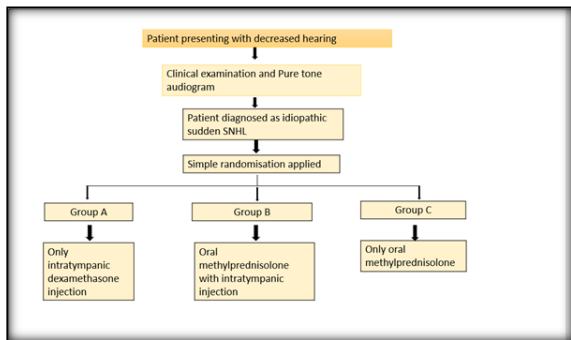 Patient presenting with decreased hearing
Clinical examination and Pure tone
audiogram
Patient diagnosed as idiopathic
sudden SNHL
Simple randomisation applied
Group A
Group B
Group C
Only
intratympanic
dexamethasone
injection
Oral
methylprednisolone
with intratympanic
injection
Only oral
methylprednisolone